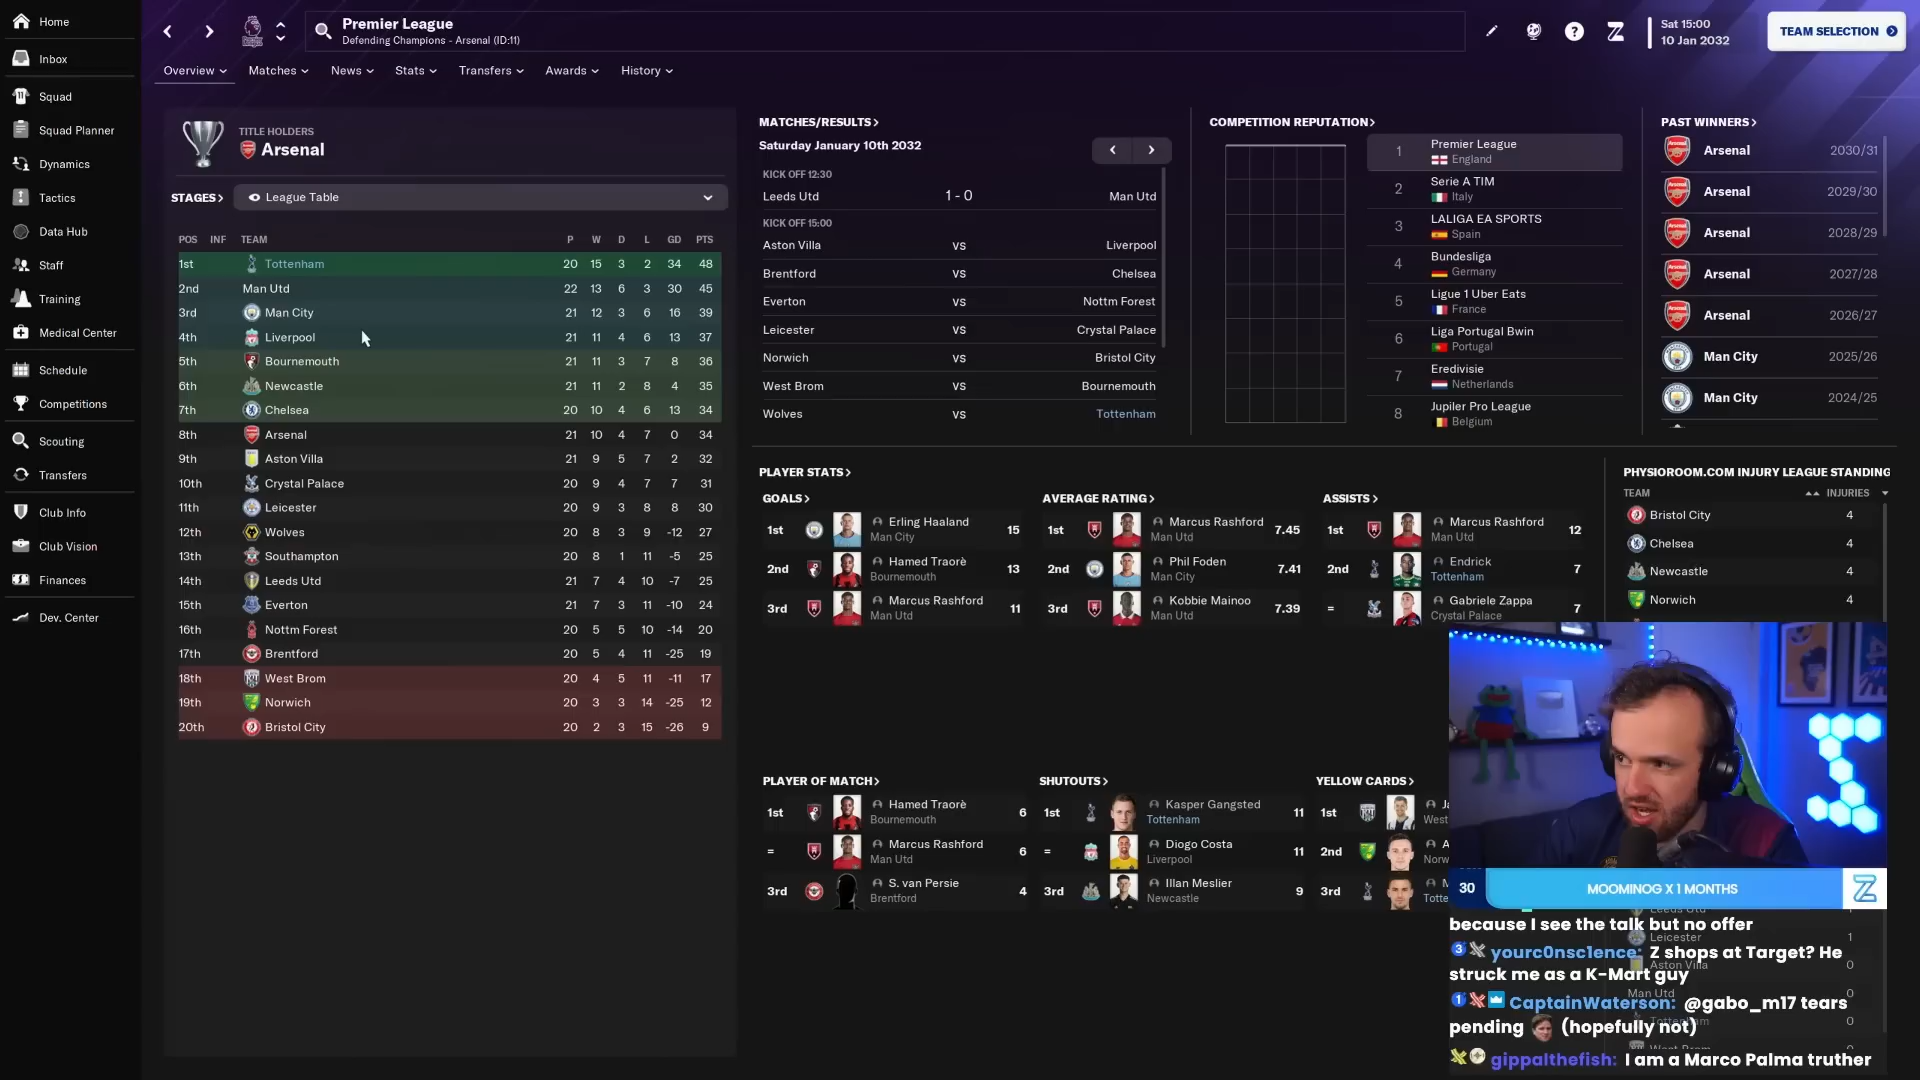 Home
Inbox
Squad
Squad Planner
Dynamics
Tactics
Data Hub
Staff
Training
Medical Center
Schedule
Competitions
Scouting
Transfers
Club Info
Club Vision
Finances
Dev. Center
Premier League
Defending Champions - Arsenal (ID:11)
Sat 15:00
10 Jan 2032
TEAM SELECTION
Overview Matches News Stats Transfers Awards History
TITLE HOLDERS
Arsenal
STAGES> League Table
POS INF TEAM P W D L GD PTS
1st Tottenham 20 15 3 2 34 48
2nd Man Utd 22 13 6 3 30 45
3rd Man City 21 12 3 6 16 39
4th Liverpool 21 11 4 6 13 37
5th Bournemouth 21 11 3 7 8 36
6th Newcastle 21 11 2 8 4 35
7th Chelsea 20 10 4 6 13 34
8th Arsenal 21 10 4 7 0 34
9th Aston Villa 21 9 5 7 2 32
10th Crystal Palace 20 9 4 7 7 31
11th Leicester 20 9 3 8 8 30
12th Wolves 20 8 3 9 -12 27
13th Southampton 20 8 1 11 -5 25
14th Leeds Utd 21 7 4 10 -7 25
15th Everton 21 7 3 11 -10 24
16th Nottm Forest 20 5 5 10 -14 20
17th Brentford 20 5 4 11 -25 19
18th West Brom 20 4 5 11 -11 17
19th Norwich 20 3 3 14 -25 12
20th Bristol City 20 2 3 15 -26 9
MATCHES/RESULTS>
Saturday January 10th 2032
KICK OFF 12:30
Leeds Utd 1 - 0 Man Utd
KICK OFF 15:00
Aston Villa VS Liverpool
Brentford VS Chelsea
Everton VS Nottm Forest
Leicester VS Crystal Palace
Norwich VS Bristol City
West Brom VS Bournemouth
Wolves VS Tottenham
COMPETITION REPUTATION>
1 Premier League
England
2 Serie A TIM
Italy
3 LALIGA EA SPORTS
Spain
4 Bundesliga
Germany
5 Ligue 1 Uber Eats
France
6 Liga Portugal Bwin
Portugal
7 Eredivisie
Netherlands
8 Jupiler Pro League
Belgium
PAST WINNERS>
Arsenal 2030/31
Arsenal 2029/30
Arsenal 2028/29
Arsenal 2027/28
Arsenal 2026/27
Man City 2025/26
Man City 2024/25
PLAYER STATS>
GOALS>
1st Erling Haaland 15
Man City
2nd Hamed Traorè 13
Bournemouth
3rd Marcus Rashford 11
Man Utd
AVERAGE RATING>
1st Marcus Rashford 7.45
Man Utd
2nd Phil Foden 7.41
Man City
3rd Kobbie Mainoo 7.39
Man Utd
ASSISTS>
1st Marcus Rashford 12
Man Utd
2nd Endrick 7
Tottenham
= Gabriele Zappa 7
Crystal Palace
PHYSIOROOM.COM INJURY LEAGUE STANDING
TEAM INJURIES
Bristol City 4
Chelsea 4
Newcastle 4
Norwich 4
PLAYER OF MATCH>
1st Hamed Traorè 6
Bournemouth
= Marcus Rashford 6
Man Utd
3rd S. van Persie 4
Brentford
SHUTOUTS>
1st Kasper Gangsted 11
Tottenham
= Diogo Costa 11
Liverpool
3rd Illan Meslier 9
Newcastle
YELLOW CARDS>
1st Ja
West
2nd A
Norw
3rd M
Totte
30 MOOMINOG X 1 MONTHS Z
Leeds Utd 1
because I see the talk but no offer
Leicester 1
3 yourc0nsc1ence: Z shops at Target? He
Aston Villa 0
struck me as a K-Mart guy
Man Utd 0
1 CaptainWaterson: @gabo_m17 tears
Tottenham 0
pending (hopefully not)
West Brom 0
gippalthefish: I am a Marco Palma truther